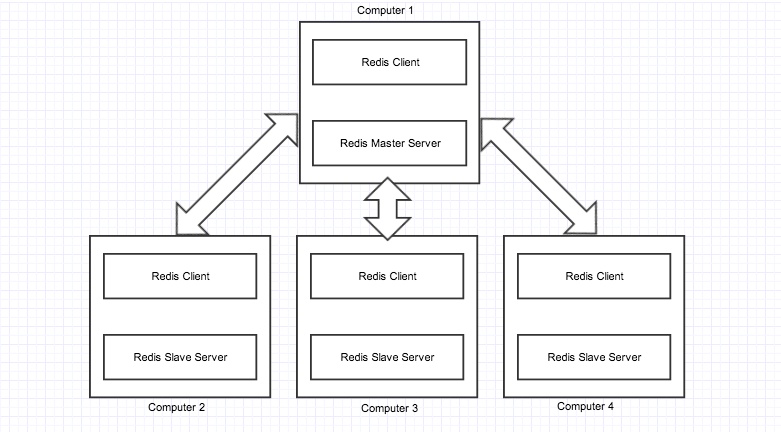 Computer 1
Redis Client
Redis Master Server
Redis Client
Redis Client
Redis Client
Redis Slave Server
Redis Slave Server
Redis Slave Server
Computer 2
Computer 3
Computer 4